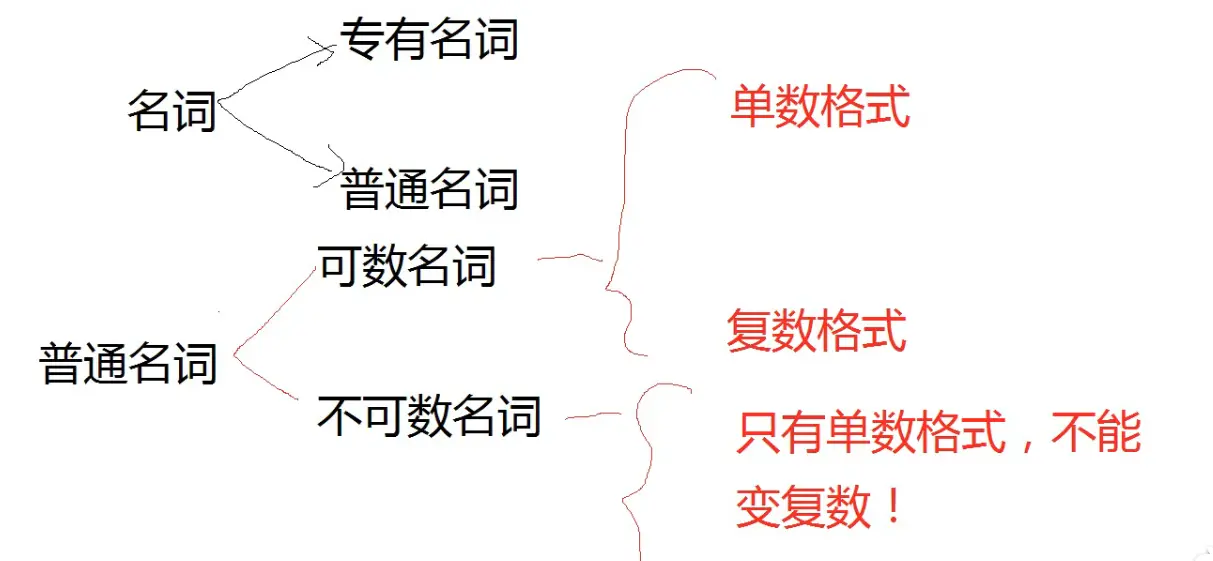 专有名词
单数格式
名词
普通名词
可数名词
复数格式
普通名词
不可数名词
只有单数格式，不能
变复数！